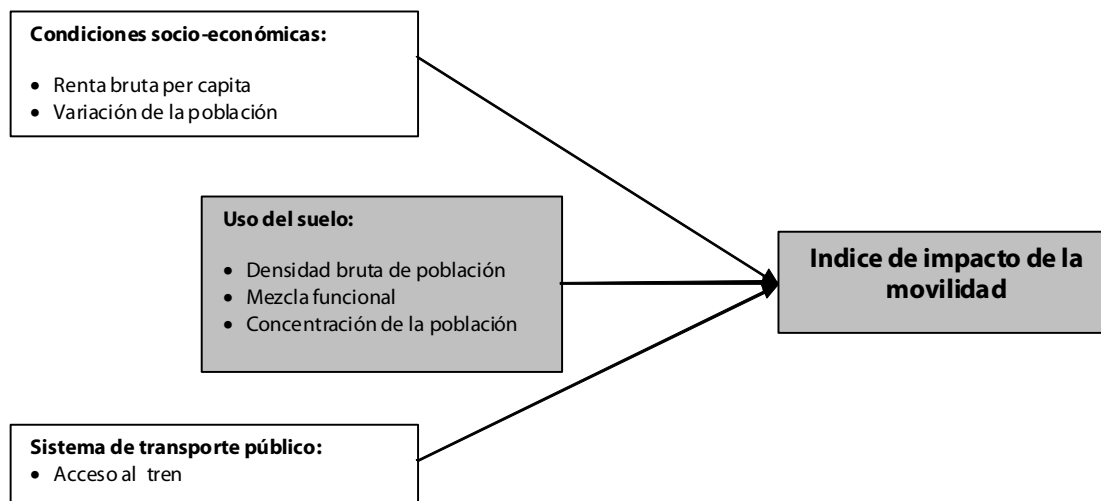 Condiciones socio-económicas:
• Renta bruta per capita
• Variación de la población
Uso del suelo:
• Densidad bruta de población
• Mezcla funcional
• Concentración de la población
Indice de impacto de la
movilidad
Sistema de transporte público:
• Acceso al tren